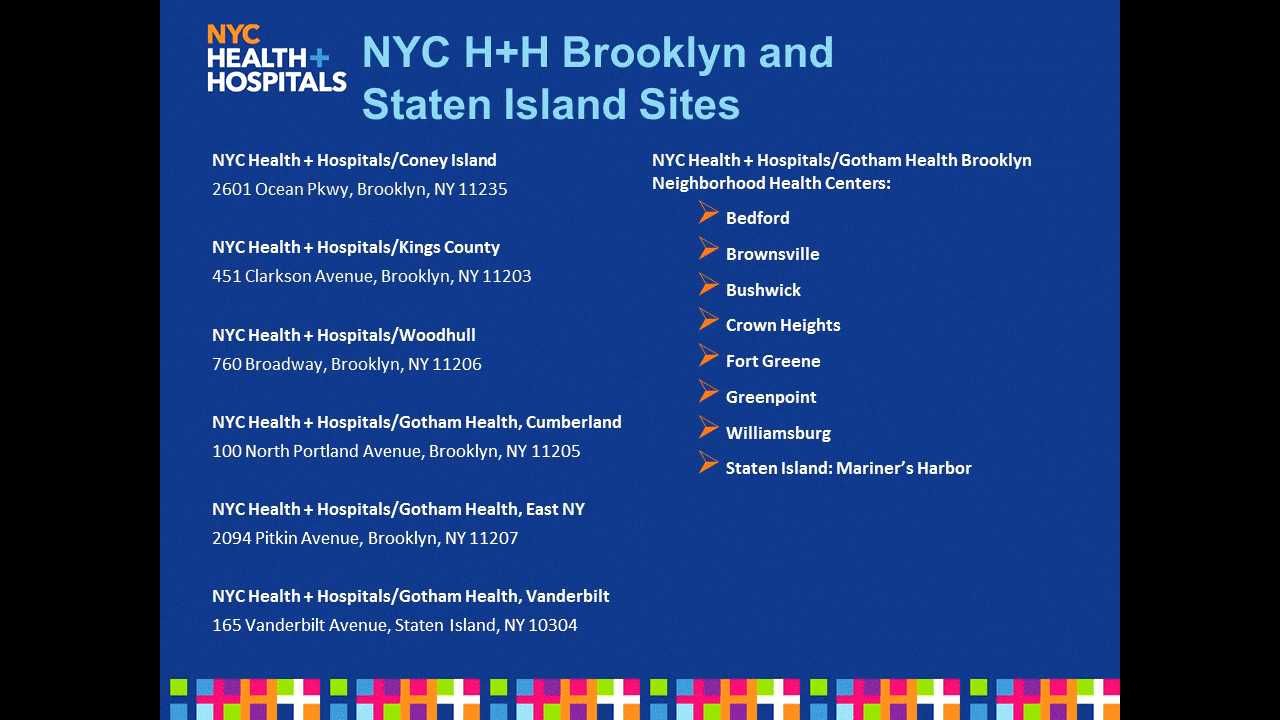 NYC
HEALTH+
HOSPITALS
NYC H+H Brooklyn and
Staten Island Sites
NYC Health + Hospitals/Coney Island
2601 Ocean Pkwy, Brooklyn, NY 11235
NYC Health + Hospitals/Kings County
451 Clarkson Avenue, Brooklyn, NY 11203
NYC Health + Hospitals/Woodhull
760 Broadway, Brooklyn, NY 11206
NYC Health + Hospitals/Gotham Health, Cumberland
100 North Portland Avenue, Brooklyn, NY 11205
NYC Health + Hospitals/Gotham Health, East NY
2094 Pitkin Avenue, Brooklyn, NY 11207
NYC Health + Hospitals/Gotham Health, Vanderbilt
165 Vanderbilt Avenue, Staten Island, NY 10304
NYC Health + Hospitals/Gotham Health Brooklyn
Neighborhood Health Centers:
Bedford
Brownsville
Bushwick
Crown Heights
Fort Greene
Greenpoint
Williamsburg
Staten Island: Mariner’s Harbor